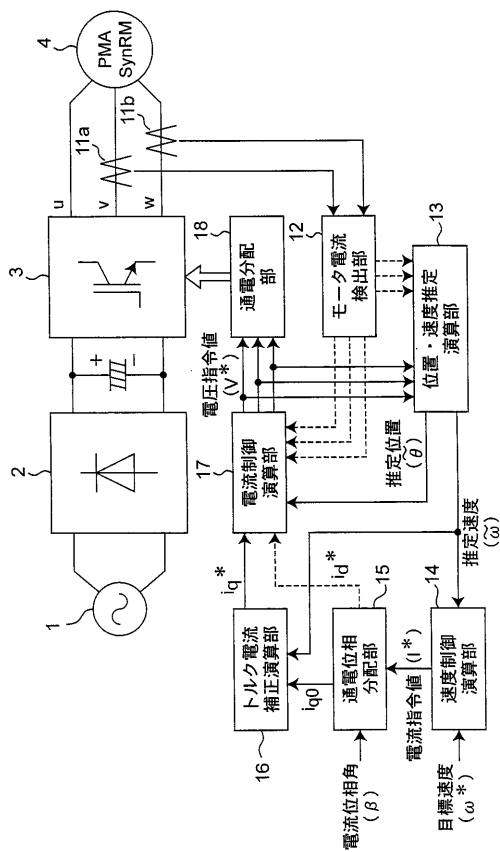 1
2
3
+
−
u
v
w
11a
11b
4
PMA
SynRM
16
トルク電流
補正演算部
iq*
17
電流制御
演算部
電圧指令値
(V*)
18
通電分配
部
12
モータ電流
検出部
13
位置・速度推定
演算部
推定位置
(θ̃)
推定速度
(ω̃)
id*
iq0
15
通電位相
分配部
電流位相角
(β)
電流指令値 (I*)
14
速度制御
演算部
目標速度
(ω*)